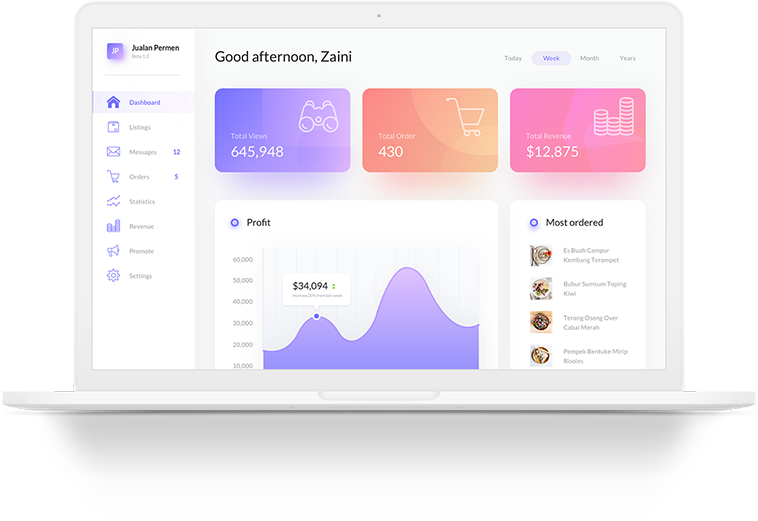 JP
Jualan Permen
Beta 1.2
Good afternoon, Zaini
Today
Week
Month
Years
Dashboard
Listings
Messages 12
Orders 5
Statistics
Revenue
Promote
Settings
Total Views
645,948
Total Order
430
Total Revenue
$12,875
Profit
60,000
50,000
40,000
30,000
20,000
10,000
$34,094
Increase 20% from last week
Most ordered
Es Buah Campur
Kembang Terompet
Bubur Sumsum Toping
Kiwi
Terong Oseng Over
Cabai Merah
Pempek Bentuke Mirip
Risoles